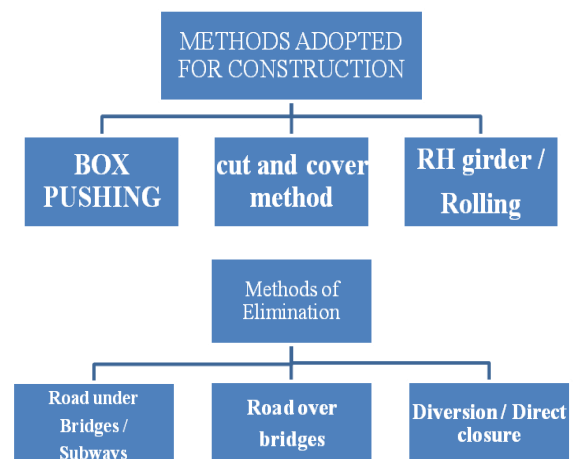 METHODS ADOPTED
FOR CONSTRUCTION
BOX
PUSHING
cut and cover
method
RH girder /
Rolling
Methods of
Elimination
Road under
Bridges /
Subways
Road over
bridges
Diversion / Direct
closure